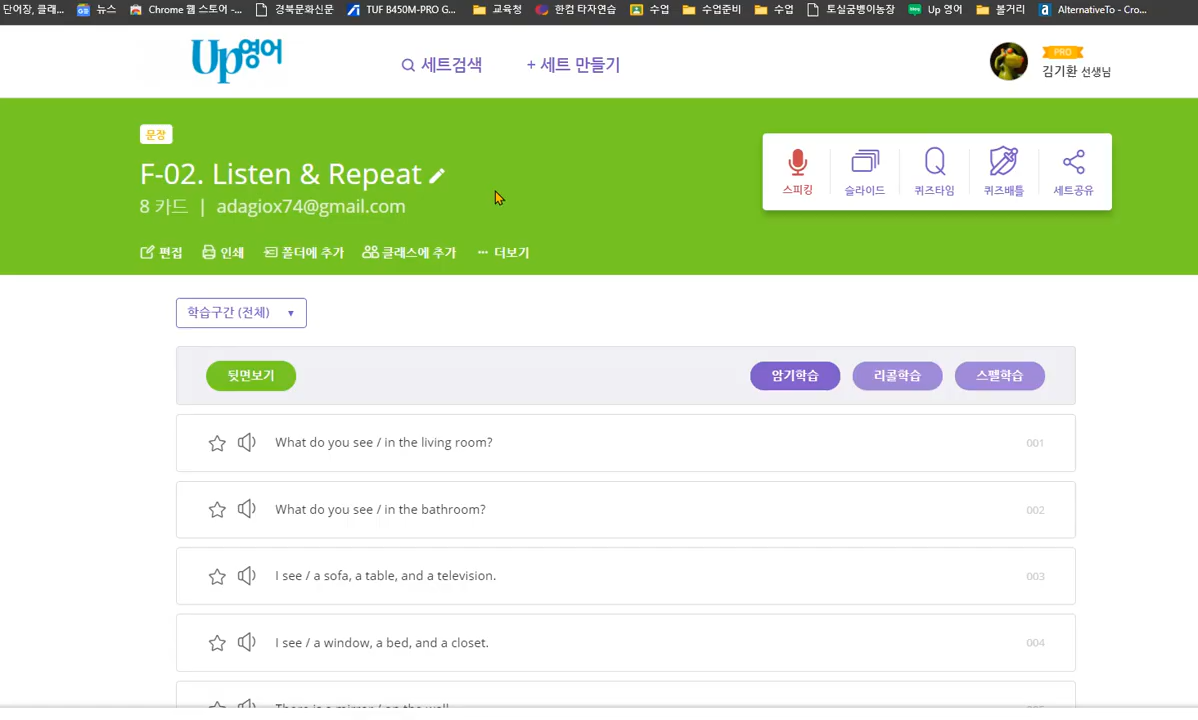 단어장, 클래... 뉴스 Chrome 웹 스토어 -... 경북문화신문 TUF B450M-PRO G... 교육청 한컴 타자연습 수업 수업준비 수업 토실굼벵이농장 Up 영어 볼거리 AlternativeTo - Cro...
Up영어
세트검색
+ 세트 만들기
PRO
김기환 선생님
문장
F-02. Listen & Repeat
8 카드 | adagiox74@gmail.com
스피킹 슬라이드 퀴즈타임 퀴즈배틀 세트공유
편집 인쇄 폴더에 추가 클래스에 추가 ··· 더보기
학습구간 (전체) ▼
뒷면보기 암기학습 리콜학습 스펠학습
What do you see / in the living room? 001
What do you see / in the bathroom? 002
I see / a sofa, a table, and a television. 003
I see / a window, a bed, and a closet. 004
There is a mirror / on the wall.